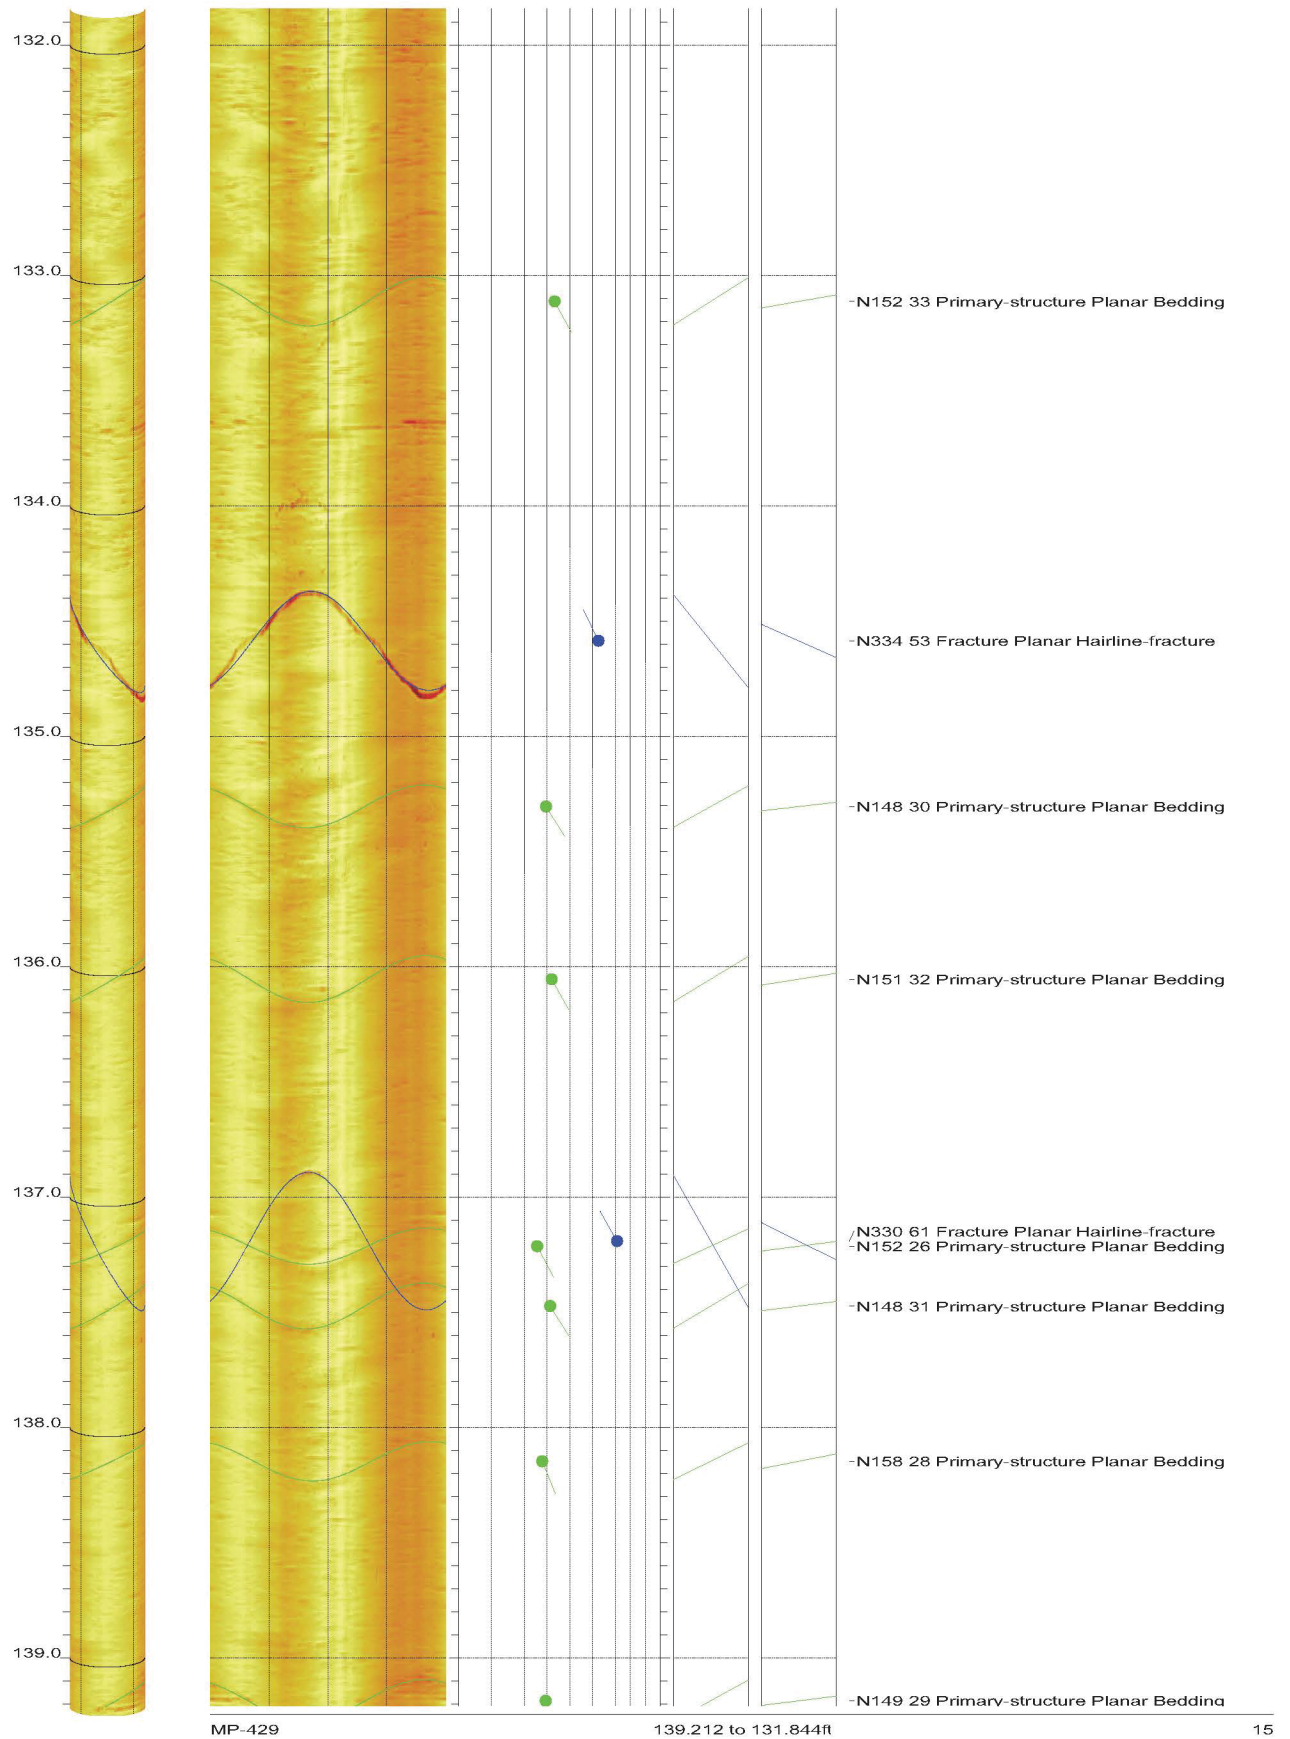 132.0
133.0
-N152 33 Primary-structure Planar Bedding
134.0
-N334 53 Fracture Planar Hairline-fracture
135.0
-N148 30 Primary-structure Planar Bedding
136.0
-N151 32 Primary-structure Planar Bedding
137.0
N330 61 Fracture Planar Hairline-fracture
-N152 26 Primary-structure Planar Bedding
-N148 31 Primary-structure Planar Bedding
138.0
-N158 28 Primary-structure Planar Bedding
139.0
-N149 29 Primary-structure Planar Bedding
MP-429 139.212 to 131.844ft 15